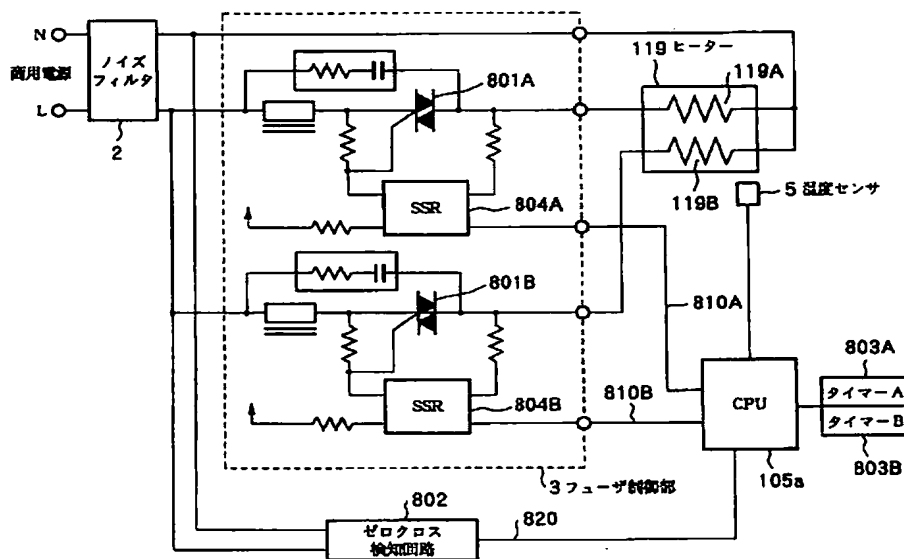 N
商用電源
L
ノイズ
フィルタ
2
801A
SSR
804A
801B
SSR
804B
3 フューザ制御部
119 ヒーター
119A
119B
5 温度センサ
810A
810B
CPU
105a
803A
タイマー A
タイマー B
803B
802
ゼロクロス
検知回路
820